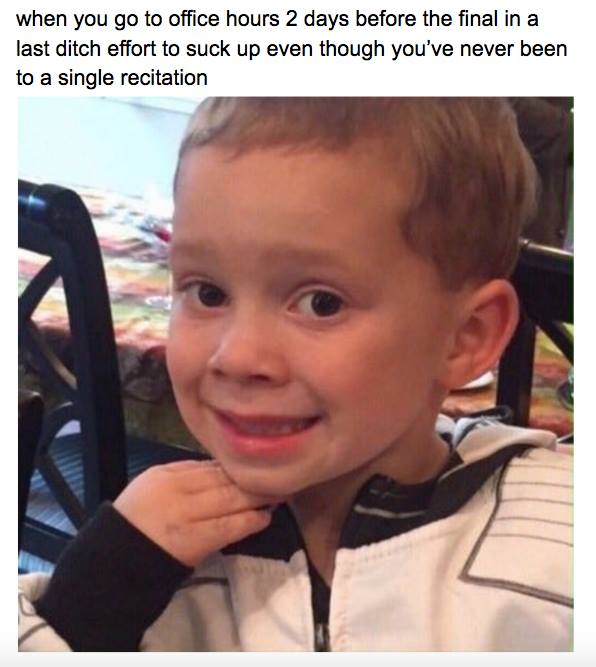 when you go to office hours 2 days before the final in a
last ditch effort to suck up even though you’ve never been
to a single recitation